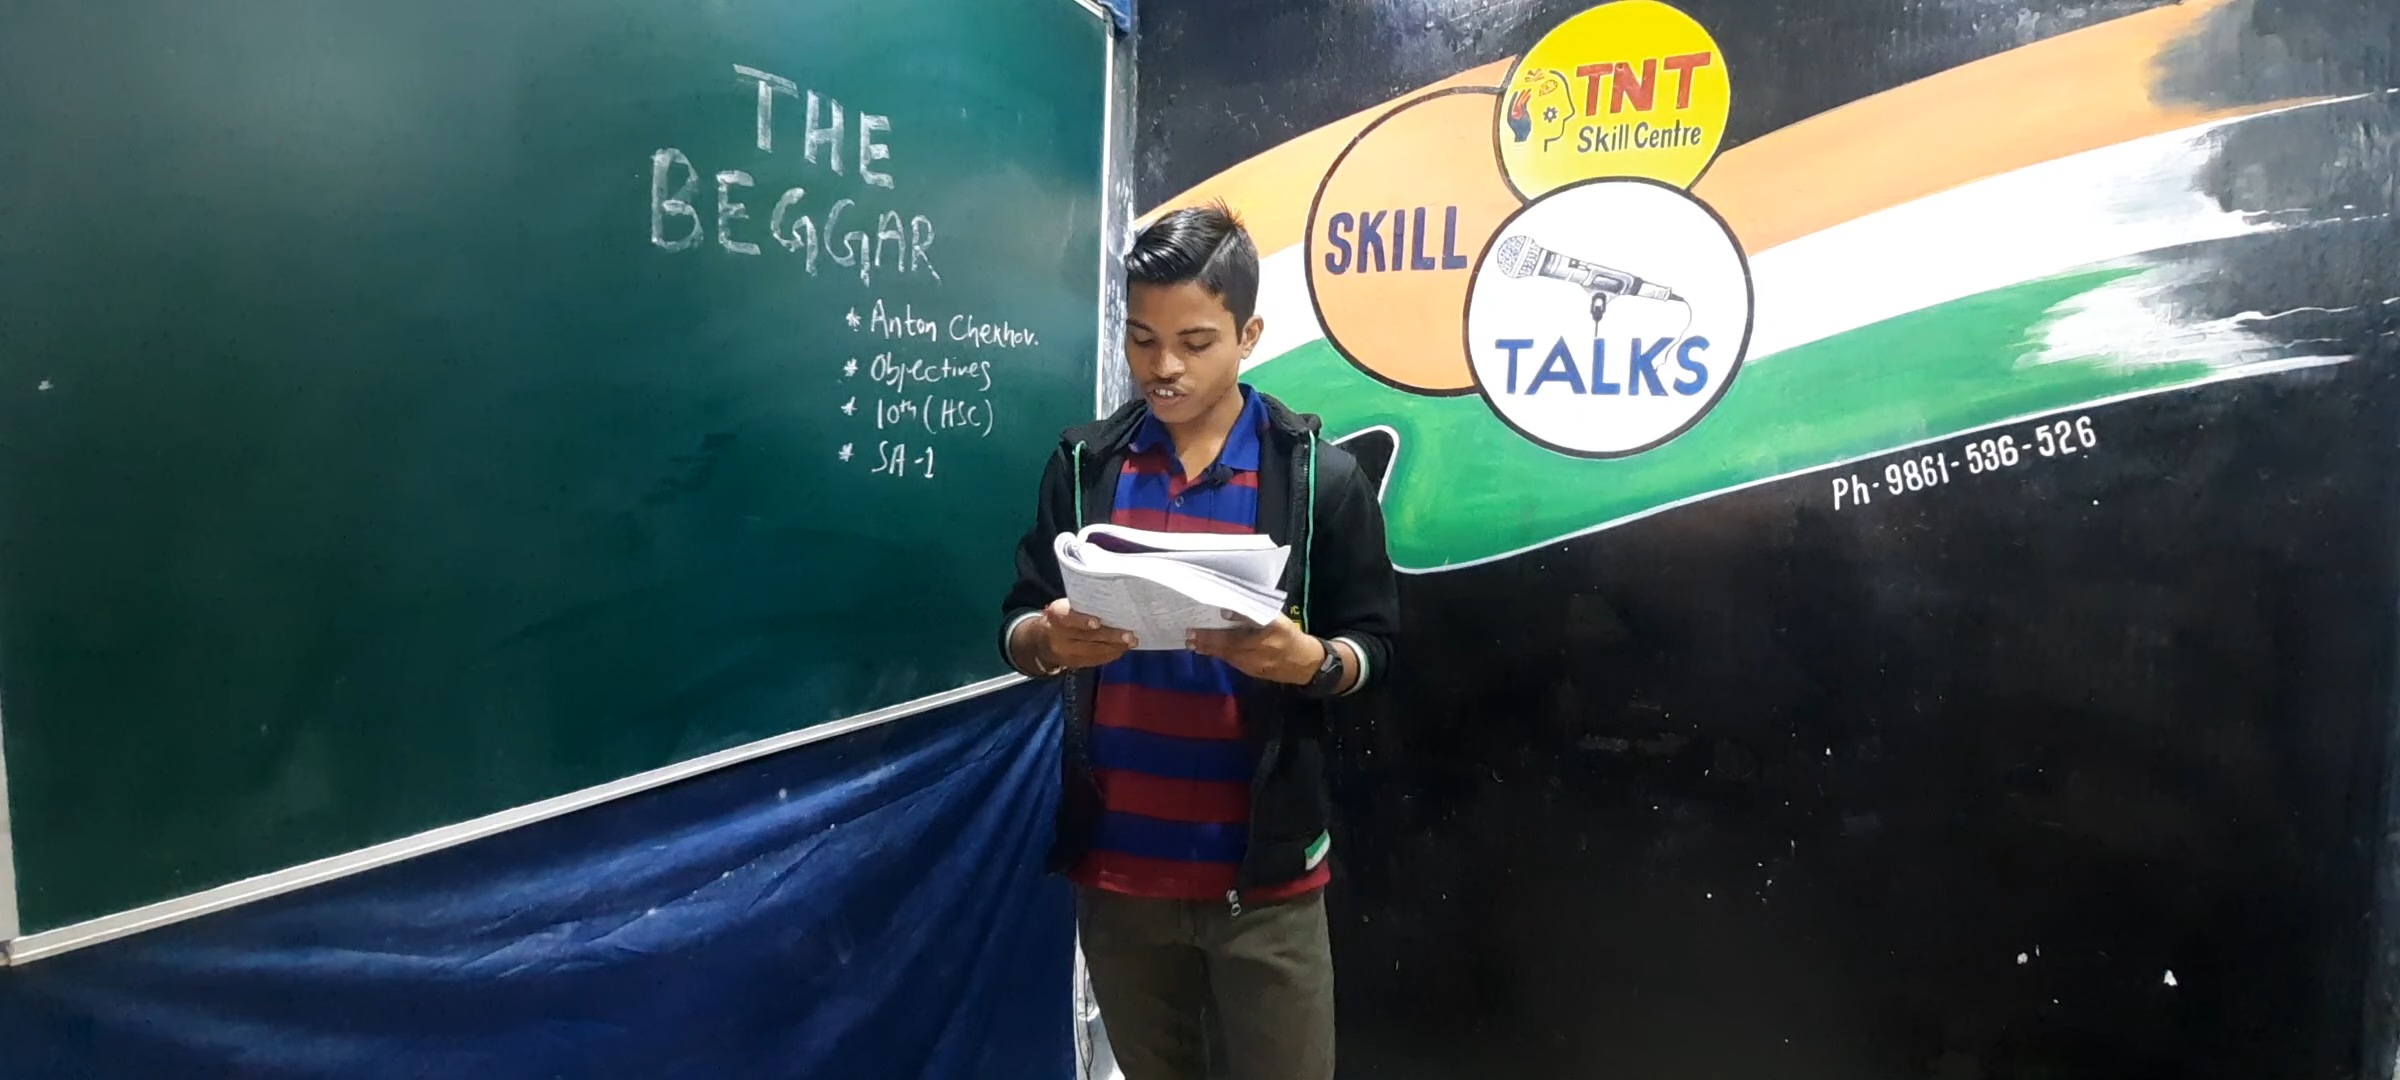 THE
BEGGAR
* Anton Chekhov.
* Objectives
* 10th (HSC)
* SA-1
TNT
Skill Centre
SKILL
TALKS
Ph-9861-536-526